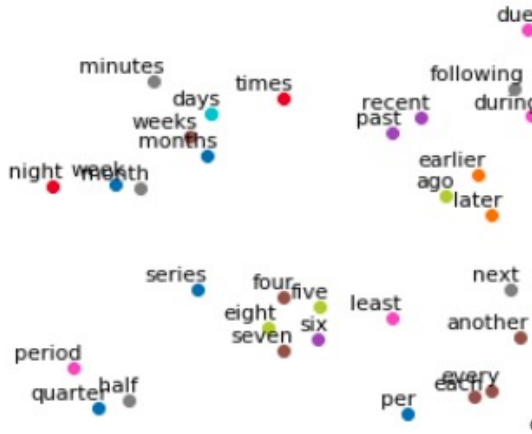 due
minutes
following
times
days
recent
during
weeks
past
months
earlier
night
week
month
ago
later
series
four
next
five
least
eight
six
another
seven
period
every
half
each
quarter
per